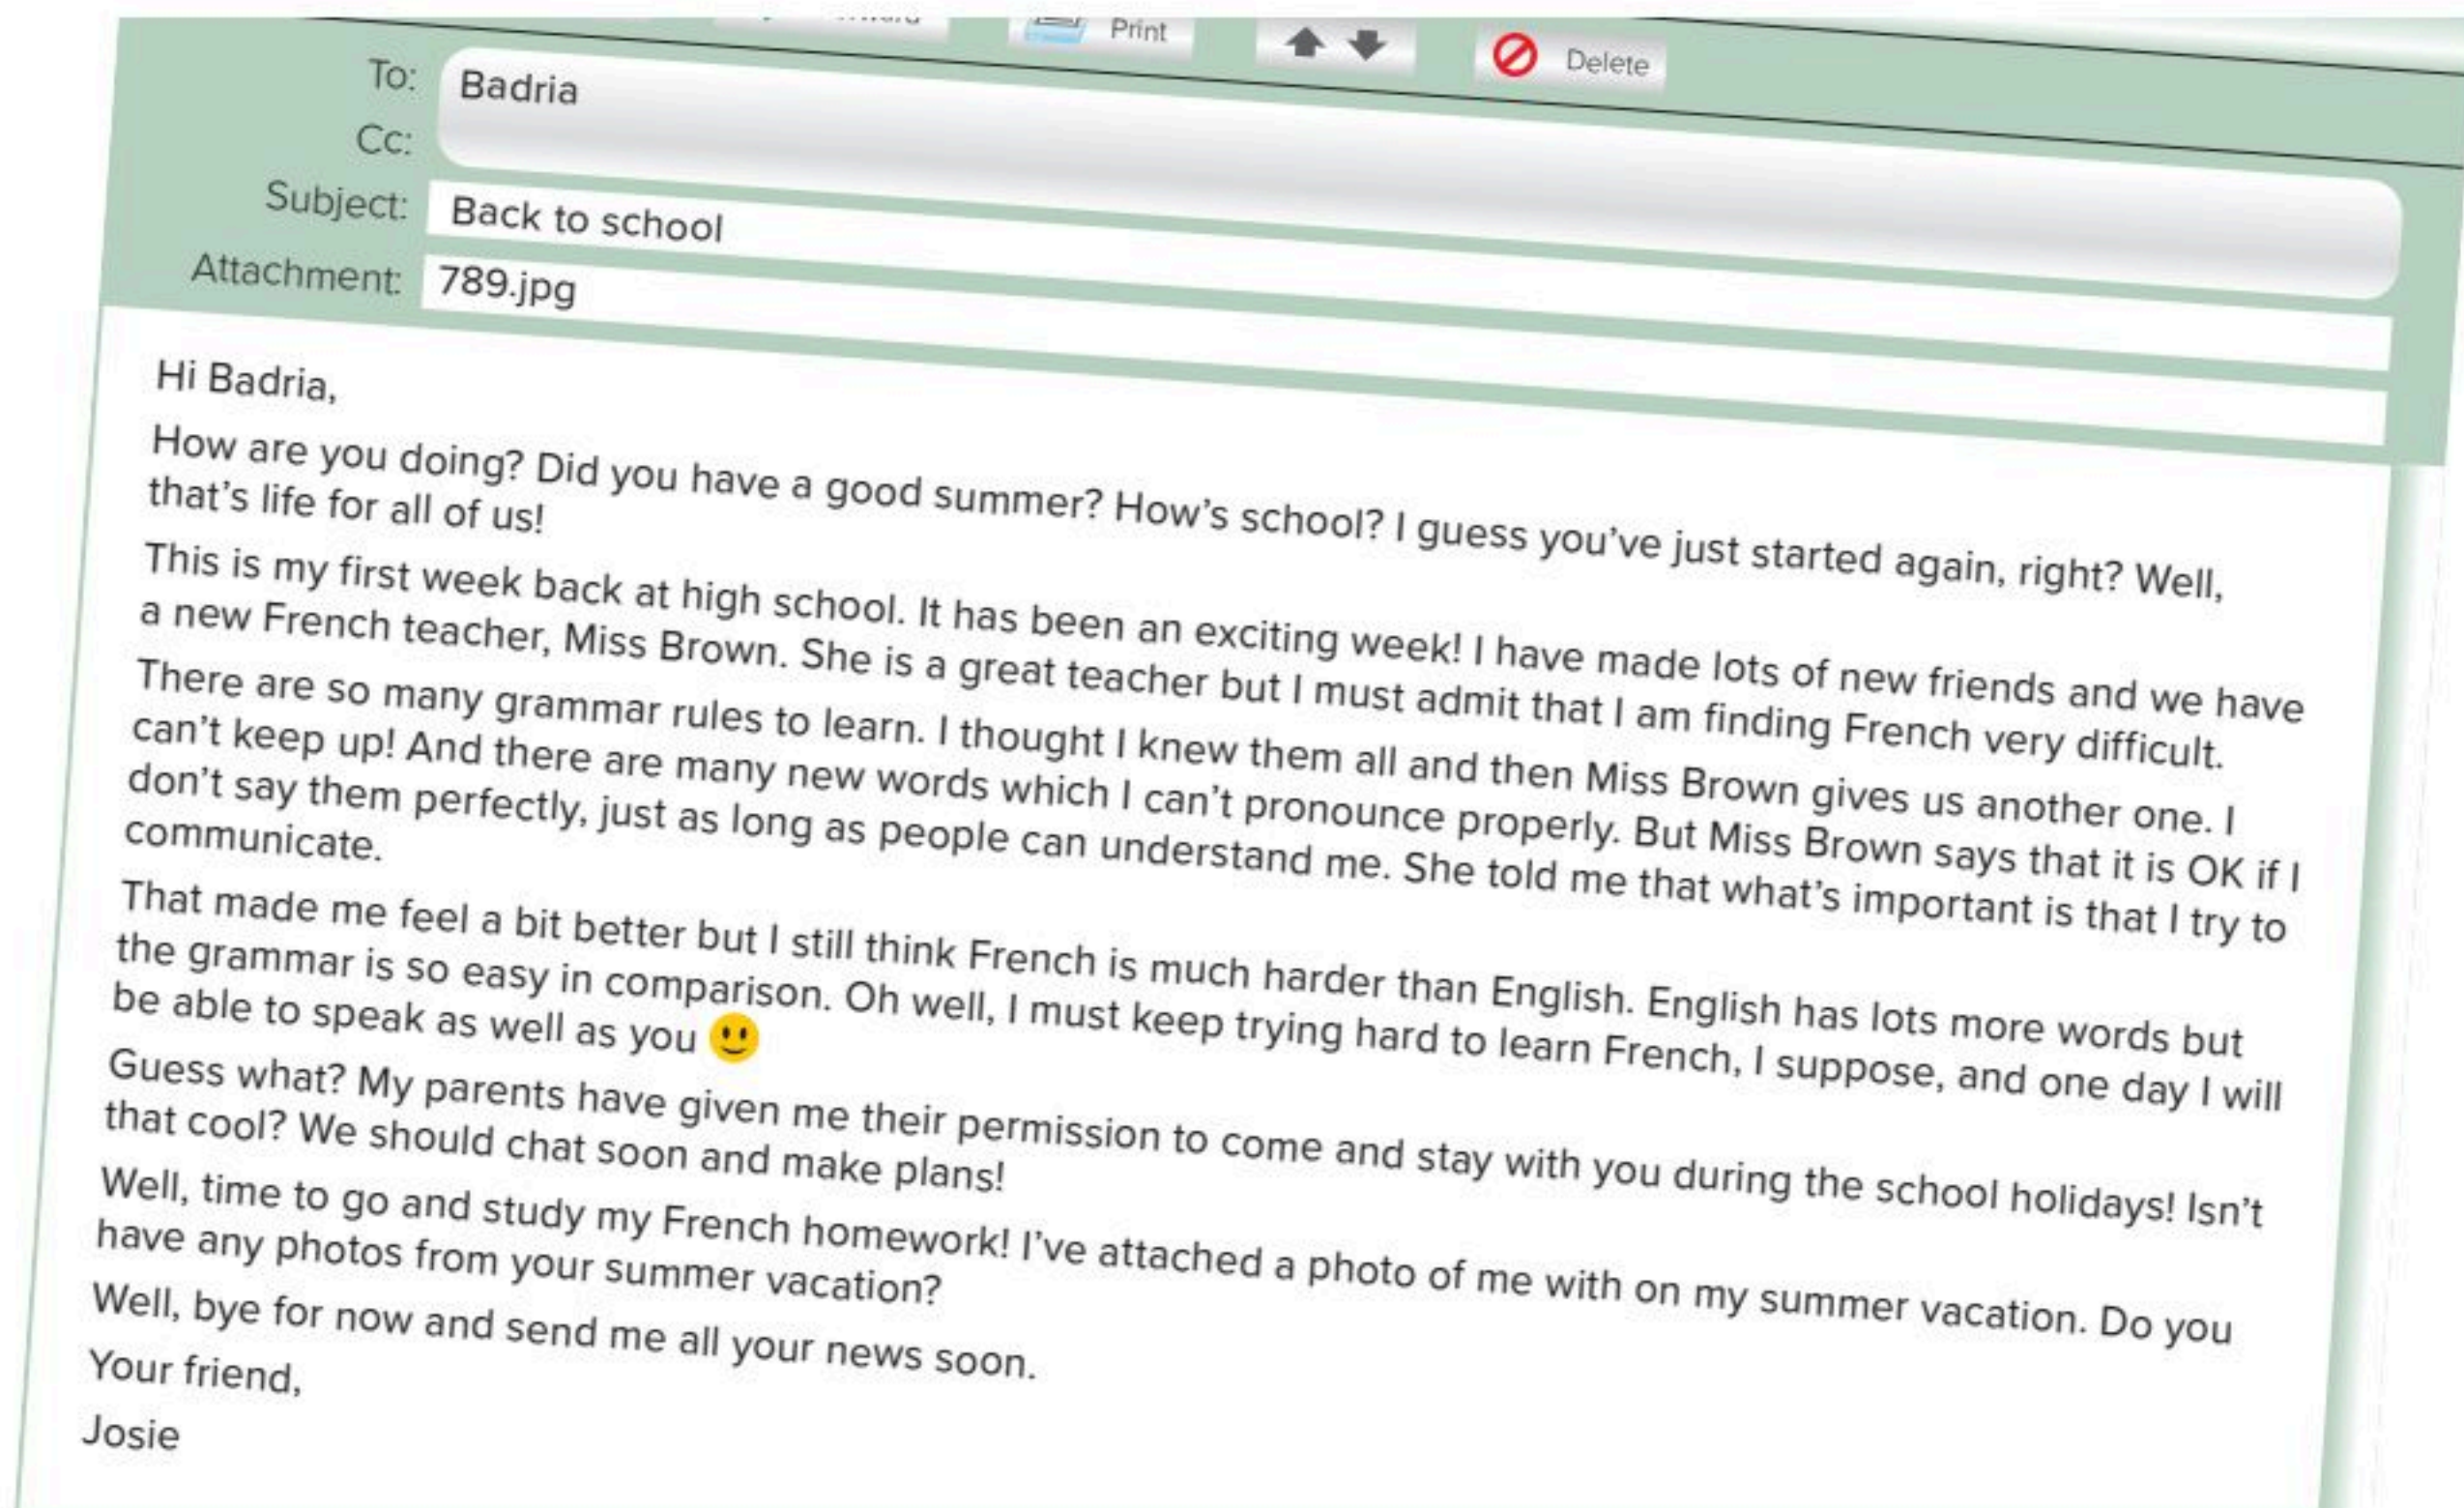 Print
Delete
To: Badria
Cc:
Subject: Back to school
Attachment: 789.jpg
Hi Badria,
How are you doing? Did you have a good summer? How's school? I guess you've just started again, right? Well,
that's life for all of us!
This is my first week back at high school. It has been an exciting week! I have made lots of new friends and we have
a new French teacher, Miss Brown. She is a great teacher but I must admit that I am finding French very difficult.
There are so many grammar rules to learn. I thought I knew them all and then Miss Brown gives us another one. I
can't keep up! And there are many new words which I can't pronounce properly. But Miss Brown says that it is OK if I
don't say them perfectly, just as long as people can understand me. She told me that what's important is that I try to
communicate.
That made me feel a bit better but I still think French is much harder than English. English has lots more words but
the grammar is so easy in comparison. Oh well, I must keep trying hard to learn French, I suppose, and one day I will
be able to speak as well as you
Guess what? My parents have given me their permission to come and stay with you during the school holidays! Isn't
that cool? We should chat soon and make plans!
Well, time to go and study my French homework! I've attached a photo of me with on my summer vacation. Do you
have any photos from your summer vacation?
Well, bye for now and send me all your news soon.
Your friend,
Josie